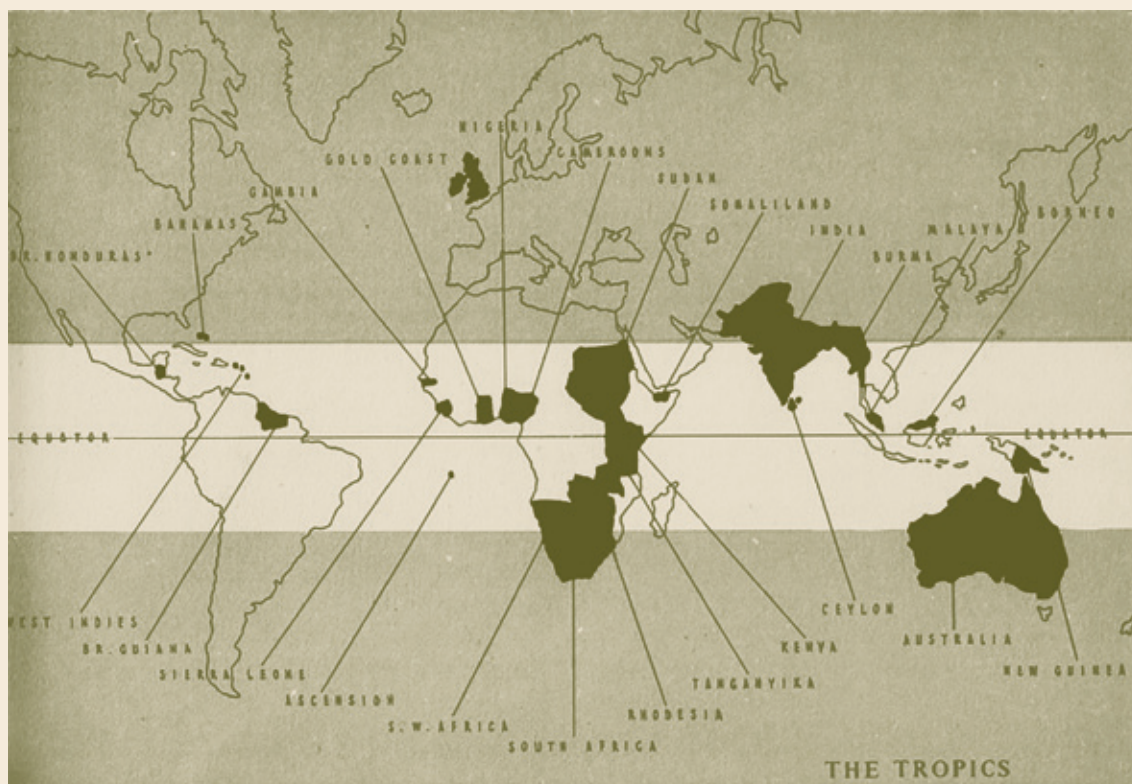 NIGERIA
GOLD COAST
CAMEROONS
GAMBIA
SUDAN
BAHAMAS
SOMALILAND
BORNEO
BR. HONDURAS*
INDIA
MALAYA
BURMA
EQUATOR
EQUATOR
WEST INDIES
CEYLON
BR. GUIANA
AUSTRALIA
KENYA
SIERRA LEONE
NEW GUINEA
ASCENSION
TANGANYIKA
S. W. AFRICA
RHODESIA
SOUTH AFRICA
THE TROPICS